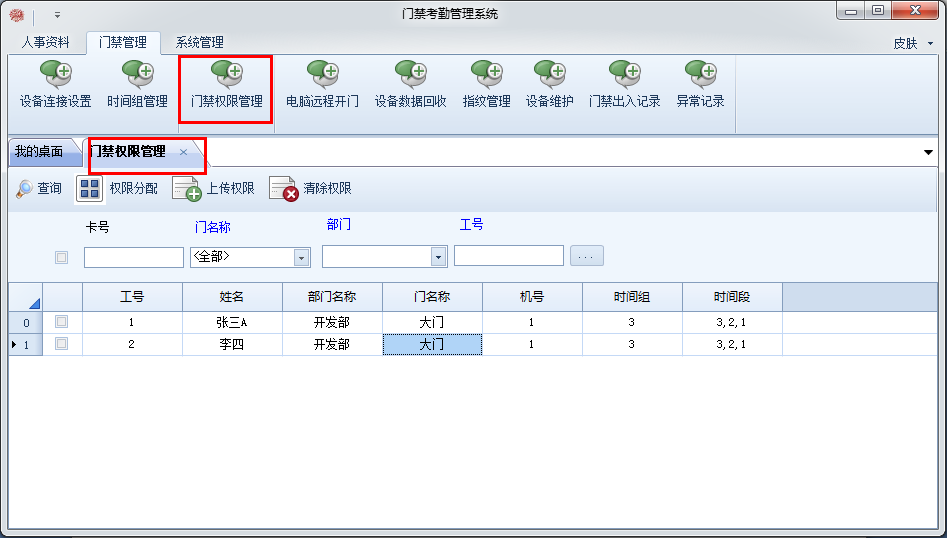 门禁考勤管理系统
人事资料 门禁管理 系统管理 皮肤
设备连接设置 时间组管理 门禁权限管理 电脑远程开门 设备数据回收 指纹管理 设备维护 门禁出入记录 异常记录
我的桌面 门禁权限管理 ×
查询 权限分配 上传权限 清除权限
卡号 门名称 部门 工号
<全部> ...
工号 姓名 部门名称 门名称 机号 时间组 时间段
0 1 张三A 开发部 大门 1 3 3,2,1
1 2 李四 开发部 大门 1 3 3,2,1